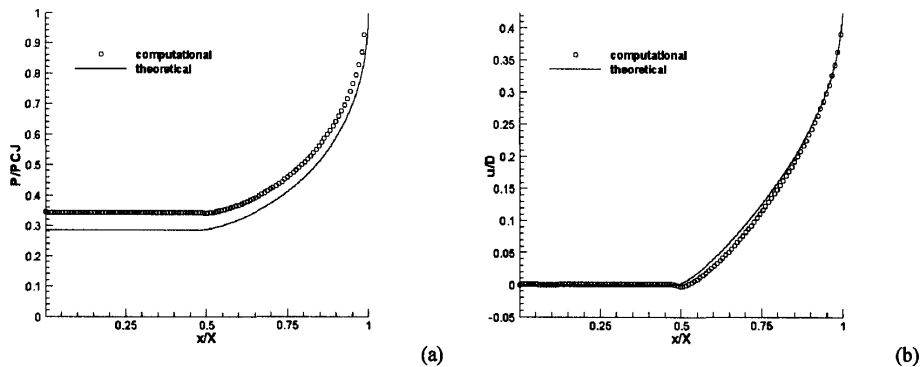 1
0.9
0.8
0.7
0.6
0.5
0.4
0.3
0.2
0.1
0
P/PCJ
computational
theoretical
0.25
0.5
0.75
1
x/X
(a)
0.4
0.35
0.3
0.25
0.2
0.15
0.1
0.05
0
-0.05
u/D
computational
theoretical
0.25
0.5
0.75
1
x/X
(b)